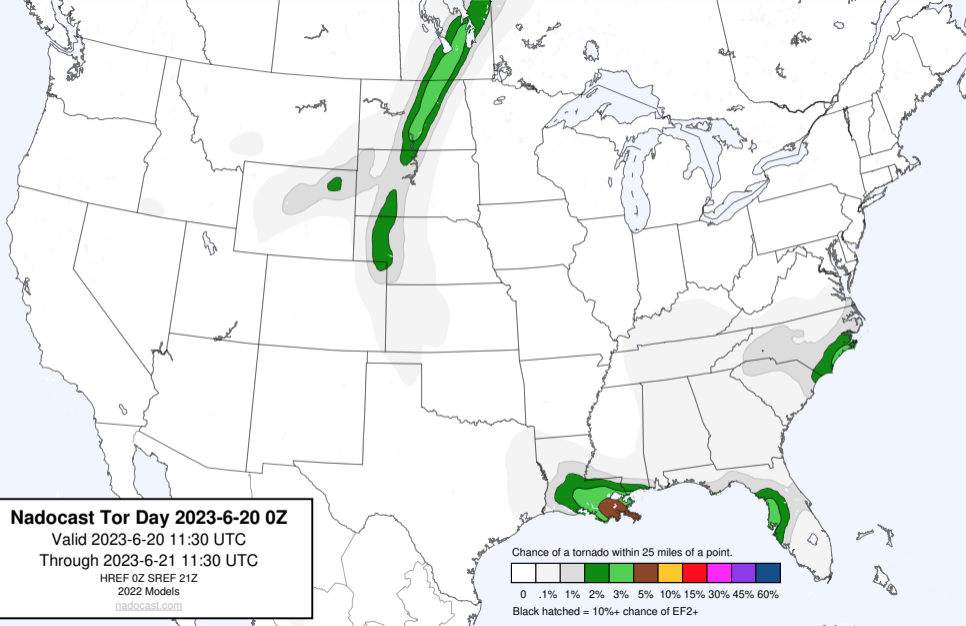 Nadocast Tor Day 2023-6-20 0Z
Valid 2023-6-20 11:30 UTC
Through 2023-6-21 11:30 UTC
HREF 0Z SREF 21Z
2022 Models
nadocast.com
Chance of a tornado within 25 miles of a point.
0 .1% 1% 2% 3% 5% 10% 15% 30% 45% 60%
Black hatched = 10%+ chance of EF2+